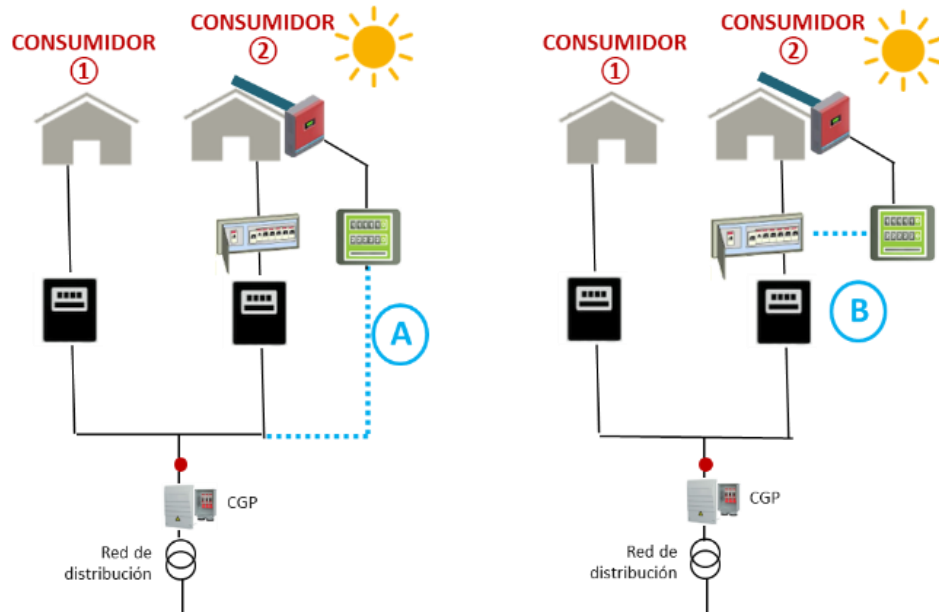 CONSUMIDOR
①
CONSUMIDOR
②
A
CGP
Red de
distribución
CONSUMIDOR
①
CONSUMIDOR
②
B
CGP
Red de
distribución